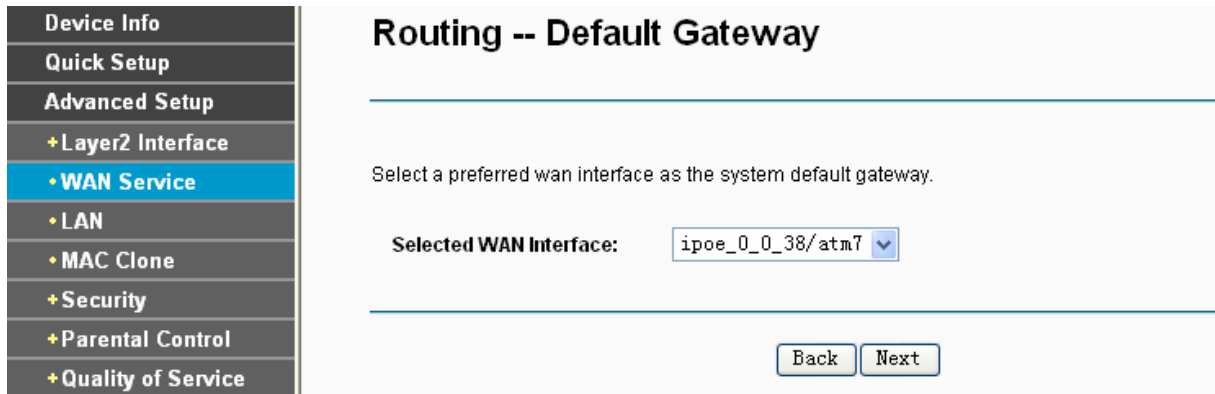 Device Info
Quick Setup
Advanced Setup
+Layer2 Interface
•WAN Service
•LAN
•MAC Clone
+Security
+Parental Control
+Quality of Service
Routing -- Default Gateway
Select a preferred wan interface as the system default gateway.
Selected WAN Interface: ipoe_0_0_38/atm7
Back Next